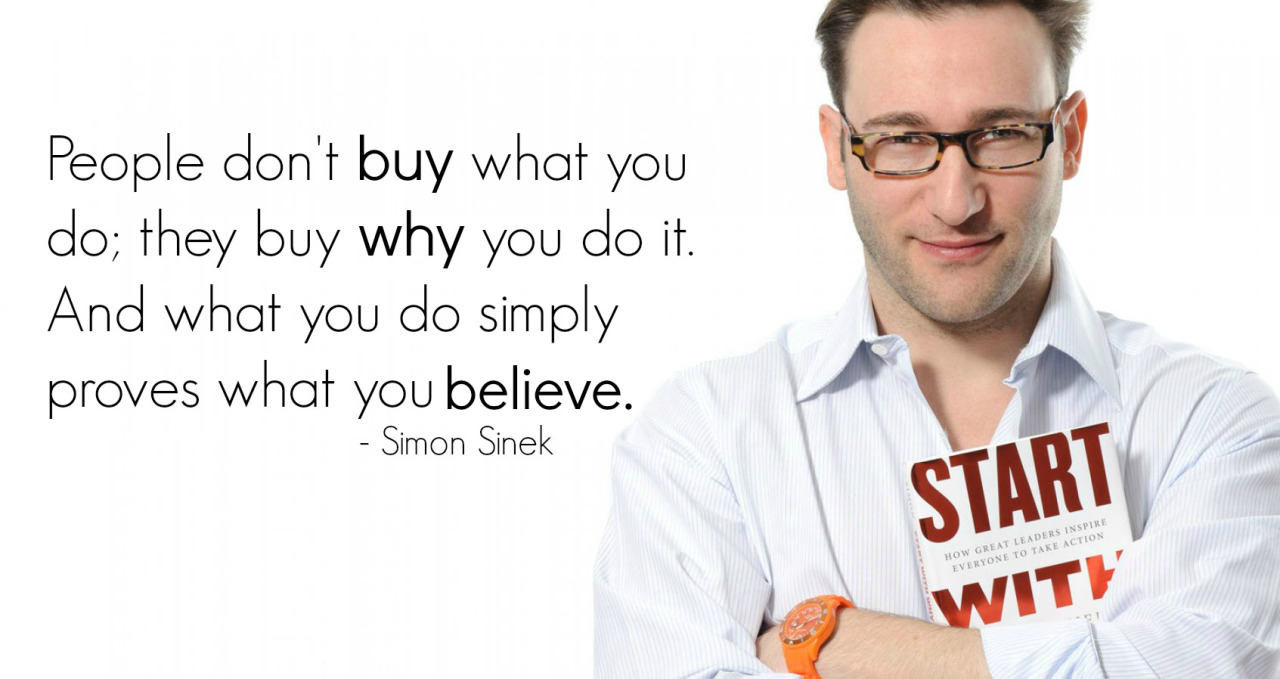 People don't buy what you
do; they buy why you do it.
And what you do simply
proves what you believe.
- Simon Sinek
START
HOW GREAT LEADERS INSPIRE
EVERYONE TO TAKE ACTION
WITH